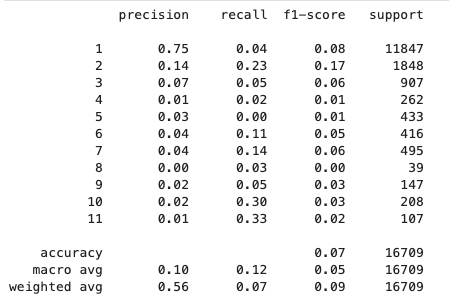 precision recall f1-score support
1 0.75 0.04 0.08 11847
2 0.14 0.23 0.17 1848
3 0.07 0.05 0.06 907
4 0.01 0.02 0.01 262
5 0.03 0.00 0.01 433
6 0.04 0.11 0.05 416
7 0.04 0.14 0.06 495
8 0.00 0.03 0.00 39
9 0.02 0.05 0.03 147
10 0.02 0.30 0.03 208
11 0.01 0.33 0.02 107
accuracy 0.07 16709
macro avg 0.10 0.12 0.05 16709
weighted avg 0.56 0.07 0.09 16709